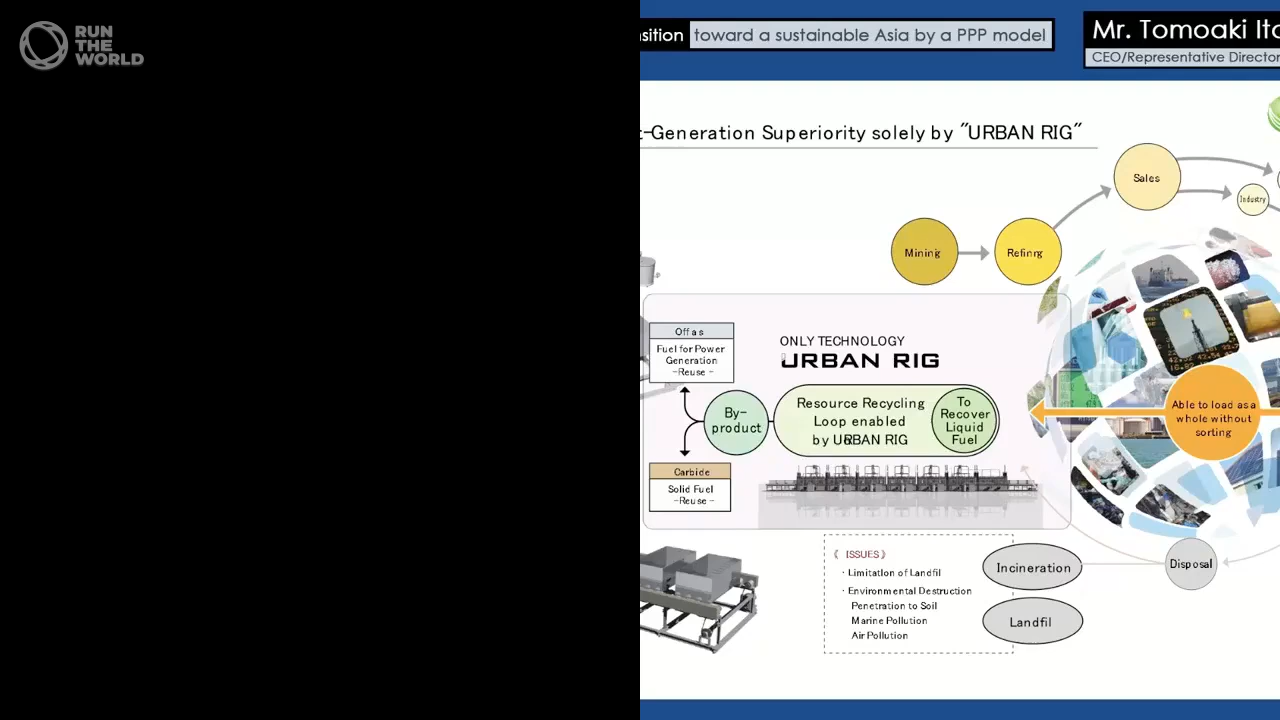 RUN
THE
WORLD
sition toward a sustainable Asia by a PPP model
Mr. Tomoaki Ito
CEO/Representative Director
t-Generation Superiority solely by "URBAN RIG"
Sales
Industry
Mining
Refinrg
Off a s
Fuel for Power
Generation
-Reuse -
ONLY TECHNOLOGY
URBAN RIG
By-
product
Resource Recycling
Loop enabled
by URBAN RIG
To
Recover
Liquid
Fuel
Able to load as a
whole without
sorting
Carbide
Solid Fuel
-Reuse -
《 ISSUES 》
· Limitation of Landfil
· Environmental Destruction
Penetration to Soil
Marine Pollution
Air Pollution
Incineration
Landfil
Disposal